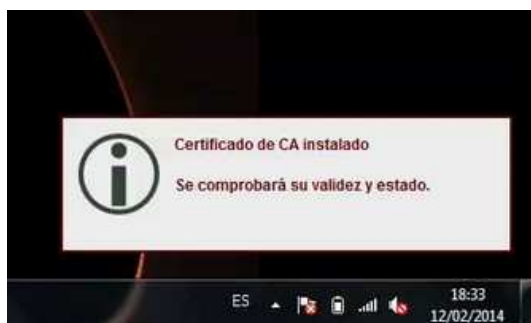 Certificado de CA instalado
Se comprobará su validez y estado.
ES
18:33
12/02/2014